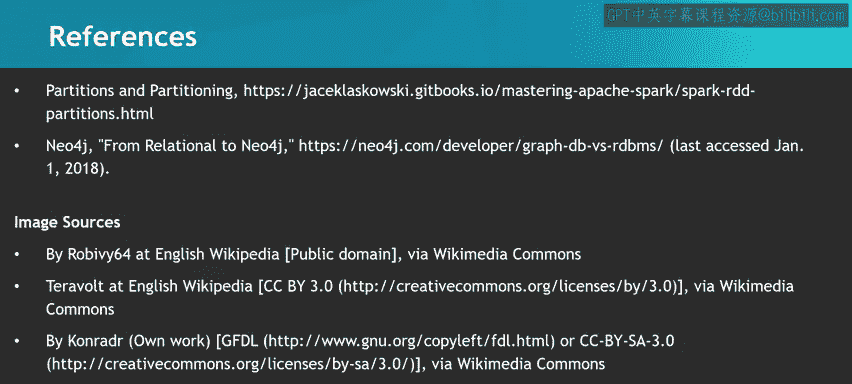 GPT中英字幕课程资源@bilibili.com
References
• Partitions and Partitioning, https://jaceklaskowski.gitbooks.io/mastering-apache-spark/spark-rdd-
partitions.html
• Neo4j, "From Relational to Neo4j," https://neo4j.com/developer/graph-db-vs-rdbms/ (last accessed Jan.
1, 2018).
Image Sources
• By Robivy64 at English Wikipedia [Public domain], via Wikimedia Commons
• Teravolt at English Wikipedia [CC BY 3.0 (http://creativecommons.org/licenses/by/3.0)], via Wikimedia
Commons
• By Konradr (Own work) [GFDL (http://www.gnu.org/copyleft/fdl.html) or CC-BY-SA-3.0
(http://creativecommons.org/licenses/by-sa/3.0/)], via Wikimedia Commons